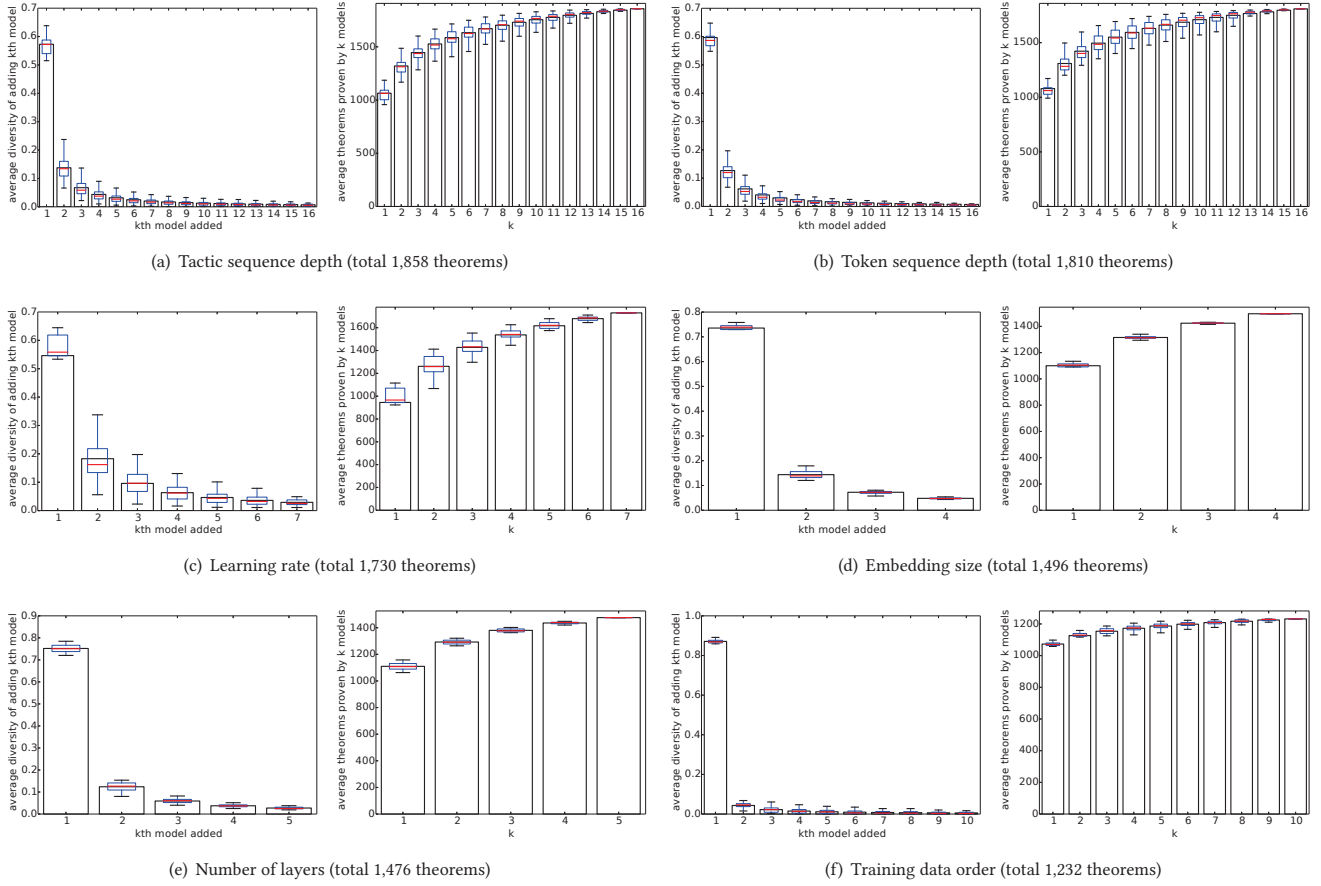 average diversity of adding kth model
0.7
0.6
0.5
0.4
0.3
0.2
0.1
0.0
1 2 3 4 5 6 7 8 9 10 11 12 13 14 15 16
kth model added
average theorems proven by k models
1500
1000
500
0
1 2 3 4 5 6 7 8 9 10 11 12 13 14 15 16
k
(a) Tactic sequence depth (total 1,858 theorems)
average diversity of adding kth model
0.7
0.6
0.5
0.4
0.3
0.2
0.1
0.0
1 2 3 4 5 6 7 8 9 10 11 12 13 14 15 16
kth model added
average theorems proven by k models
1500
1000
500
0
1 2 3 4 5 6 7 8 9 10 11 12 13 14 15 16
k
(b) Token sequence depth (total 1,810 theorems)
average diversity of adding kth model
0.7
0.6
0.5
0.4
0.3
0.2
0.1
0.0
1 2 3 4 5 6 7
kth model added
average theorems proven by k models
1600
1400
1200
1000
800
600
400
200
0
1 2 3 4 5 6 7
k
(c) Learning rate (total 1,730 theorems)
average diversity of adding kth model
0.8
0.7
0.6
0.5
0.4
0.3
0.2
0.1
0.0
1 2 3 4
kth model added
average theorems proven by k models
1400
1200
1000
800
600
400
200
0
1 2 3 4
k
(d) Embedding size (total 1,496 theorems)
average diversity of adding kth model
0.9
0.8
0.7
0.6
0.5
0.4
0.3
0.2
0.1
0.0
1 2 3 4 5
kth model added
average theorems proven by k models
1400
1200
1000
800
600
400
200
0
1 2 3 4 5
k
(e) Number of layers (total 1,476 theorems)
average diversity of adding kth model
1.0
0.8
0.6
0.4
0.2
0.0
1 2 3 4 5 6 7 8 9 10
kth model added
average theorems proven by k models
1200
1000
800
600
400
200
0
1 2 3 4 5 6 7 8 9 10
k
(f) Training data order (total 1,232 theorems)